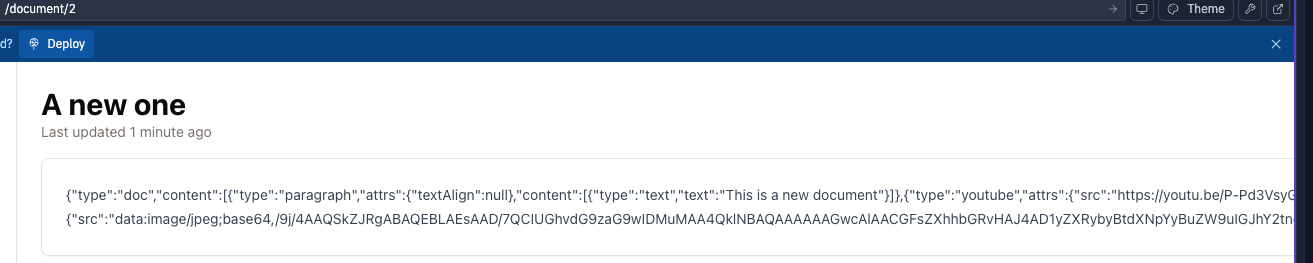 /document/2
Theme
d?
Deploy
A new one
Last updated 1 minute ago
{"type":"doc","content":[{"type":"paragraph","attrs":{"textAlign":null},"content":[{"type":"text","text":"This is a new document"}]},{"type":"youtube","attrs":{"src":"https://youtu.be/P-Pd3VsyG
{"src":"data:image/jpeg;base64,/9j/4AAQSkZJRgABAQEBLAEsAAD/7QCIUGhvdG9zaG9wIDMuMAA4QklNBAQAAAAAAGwcAlAACGFsZXhhbGRvHAJ4AD1yZXRybyBtdXNpYyBuZW9uIGJhY2tn